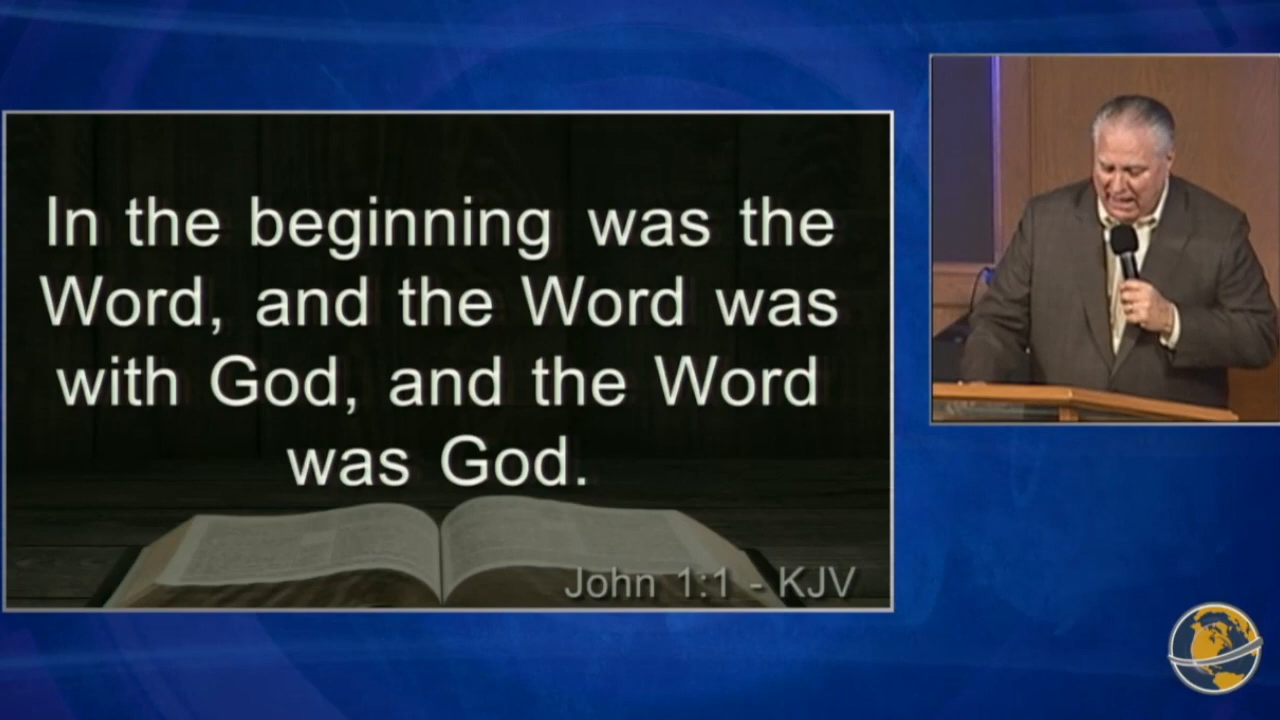 In the beginning was the
Word, and the Word was
with God, and the Word
was God.
John 1:1 - KJV